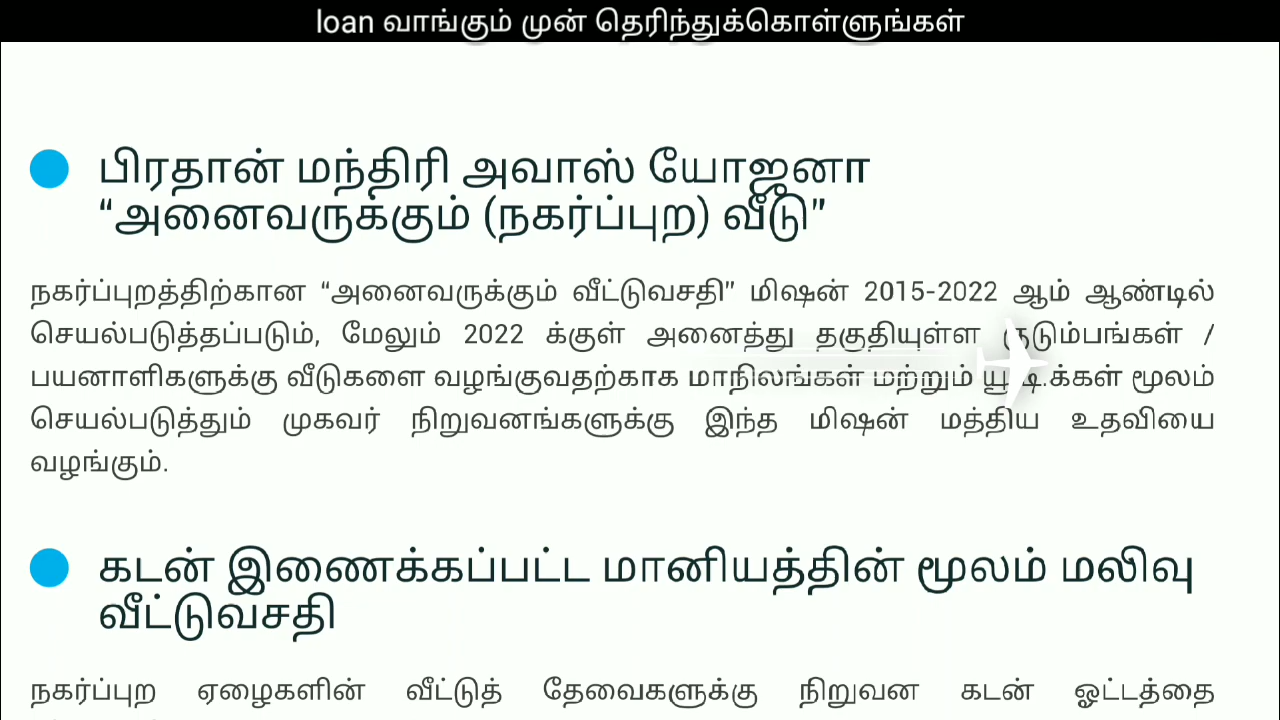 loan வாங்கும் முன் தெரிந்துக்கொள்ளுங்கள்
பிரதான் மந்திரி அவாஸ் யோஜனா
“அனைவருக்கும் (நகர்ப்புற) வீடு”
நகர்ப்புறத்திற்கான “அனைவருக்கும் வீட்டுவசதி” மிஷன் 2015-2022 ஆம் ஆண்டில்
செயல்படுத்தப்படும், மேலும் 2022 க்குள் அனைத்து தகுதியுள்ள குடும்பங்கள் /
பயனாளிகளுக்கு வீடுகளை வழங்குவதற்காக மாநிலங்கள் மற்றும் யூ.டி.க்கள் மூலம்
செயல்படுத்தும் முகவர் நிறுவனங்களுக்கு இந்த மிஷன் மத்திய உதவியை
வழங்கும்.
கடன் இணைக்கப்பட்ட மானியத்தின் மூலம் மலிவு
வீட்டுவசதி
நகர்ப்புற ஏழைகளின் வீட்டுத் தேவைகளுக்கு நிறுவன கடன் ஓட்டத்தை